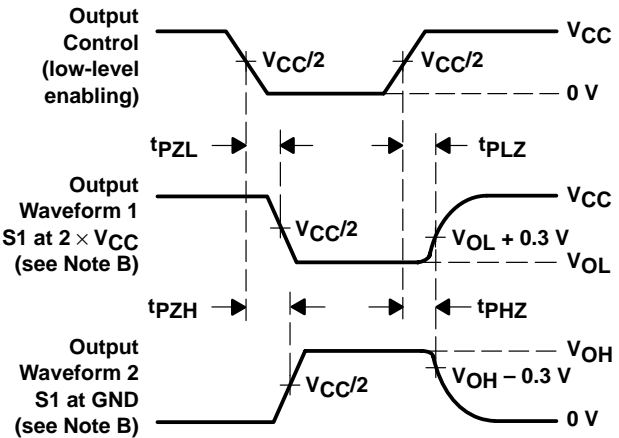 Output
Control
(low-level
enabling)
VCC/2
VCC/2
VCC
0 V
tPZL
tPLZ
Output
Waveform 1
S1 at 2 × VCC
(see Note B)
VCC/2
VCC
VOL + 0.3 V
VOL
tPZH
tPHZ
Output
Waveform 2
S1 at GND
(see Note B)
VCC/2
VOH
VOH – 0.3 V
0 V